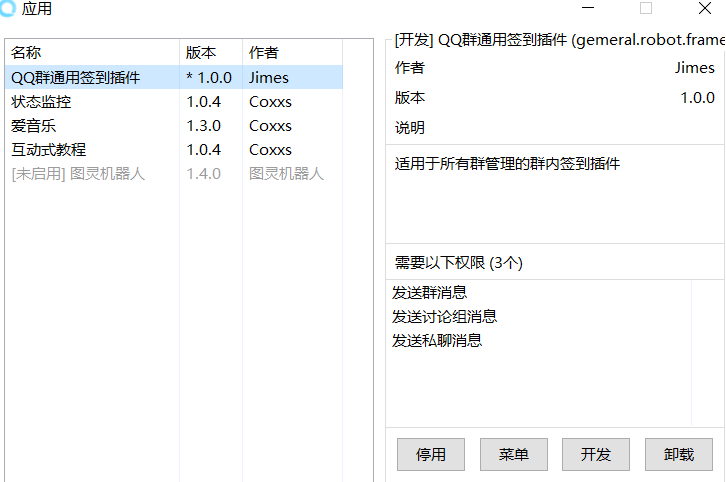 应用
名称 版本 作者
QQ群通用签到插件 * 1.0.0 Jimes
状态监控 1.0.4 Coxxs
爱音乐 1.3.0 Coxxs
互动式教程 1.0.4 Coxxs
[未启用] 图灵机器人 1.4.0 图灵机器人
[开发] QQ群通用签到插件 (gemeral.robot.frame
作者 Jimes
版本 1.0.0
说明
适用于所有群管理的群内签到插件
需要以下权限 (3个)
发送群消息
发送讨论组消息
发送私聊消息
停用 菜单 开发 卸载